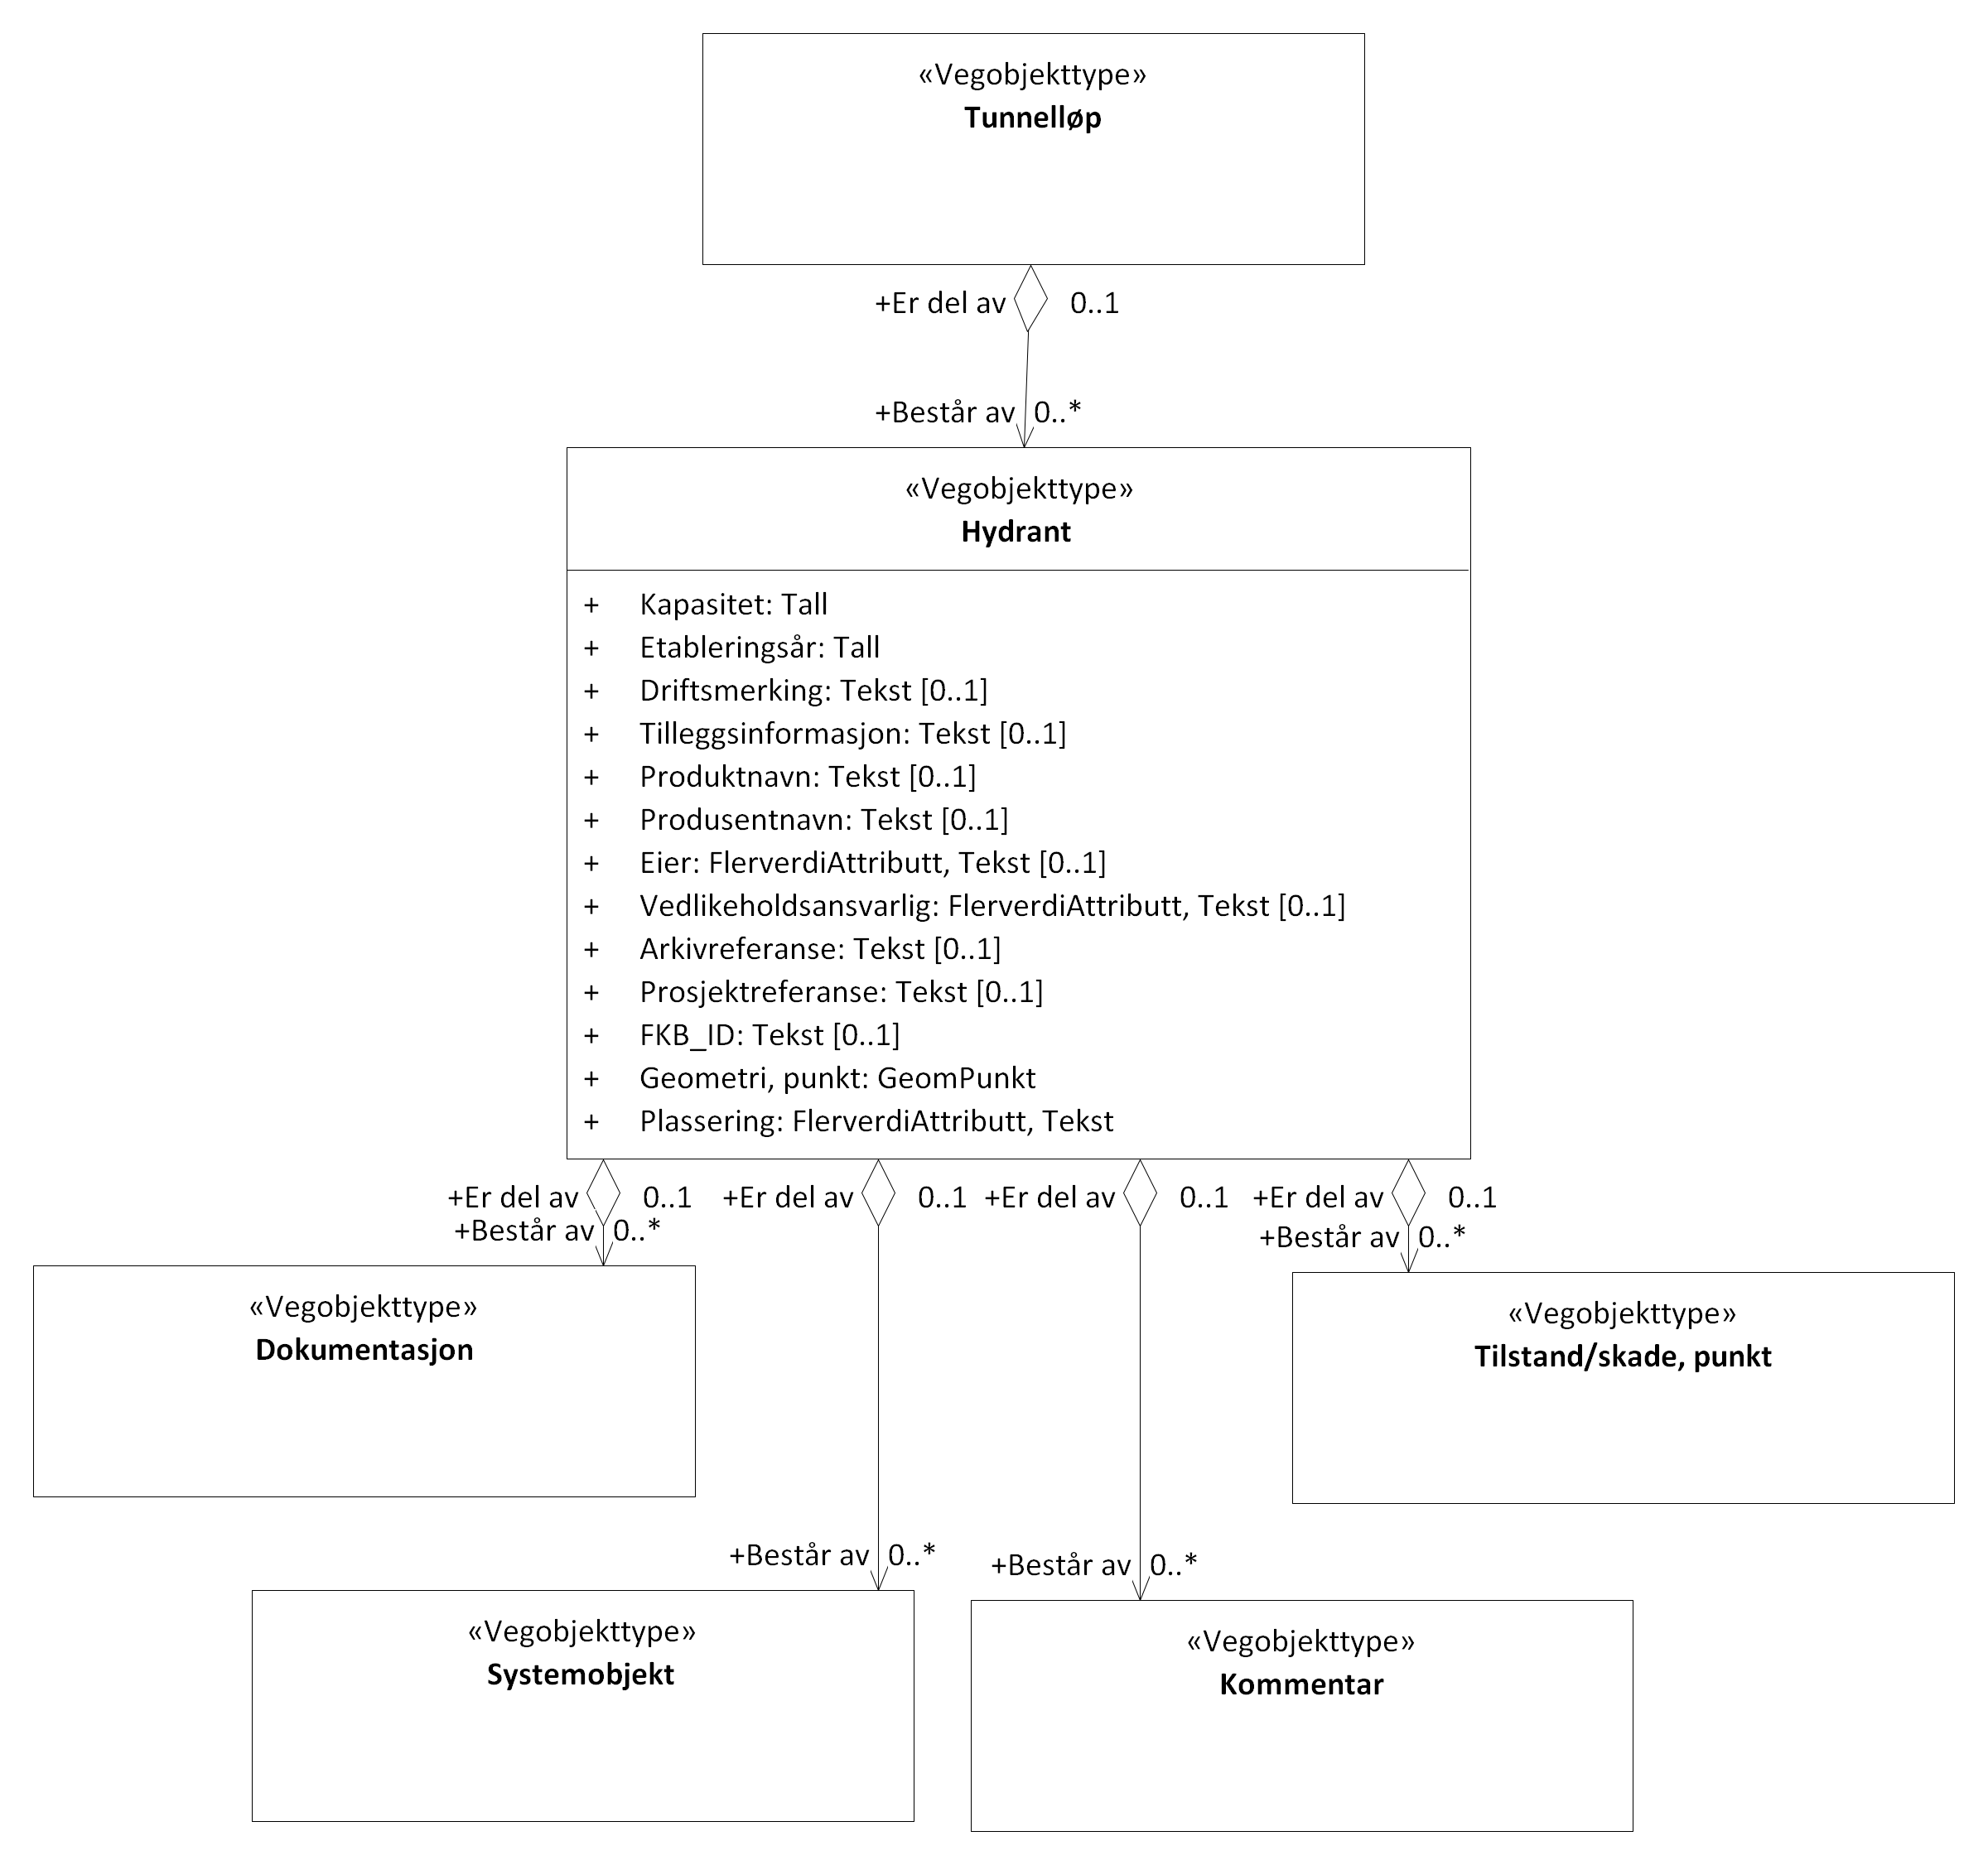 «Vegobjekttype»
Tunnelløp
+Er del av 0..1
+Består av 0..*
«Vegobjekttype»
Hydrant
+ Kapasitet: Tall
+ Etableringsår: Tall
+ Driftsmerking: Tekst [0..1]
+ Tilleggsinformasjon: Tekst [0..1]
+ Produktnavn: Tekst [0..1]
+ Produsentnavn: Tekst [0..1]
+ Eier: FlerverdiAttributt, Tekst [0..1]
+ Vedlikeholdsansvarlig: FlerverdiAttributt, Tekst [0..1]
+ Arkivreferanse: Tekst [0..1]
+ Prosjektreferanse: Tekst [0..1]
+ FKB_ID: Tekst [0..1]
+ Geometri, punkt: GeomPunkt
+ Plassering: FlerverdiAttributt, Tekst
+Er del av 0..1 +Er del av 0..1 +Er del av 0..1 +Er del av 0..1
+Består av 0..* +Består av 0..*
«Vegobjekttype»
Dokumentasjon
«Vegobjekttype»
Tilstand/skade, punkt
+Består av 0..* +Består av 0..*
«Vegobjekttype»
Systemobjekt
«Vegobjekttype»
Kommentar